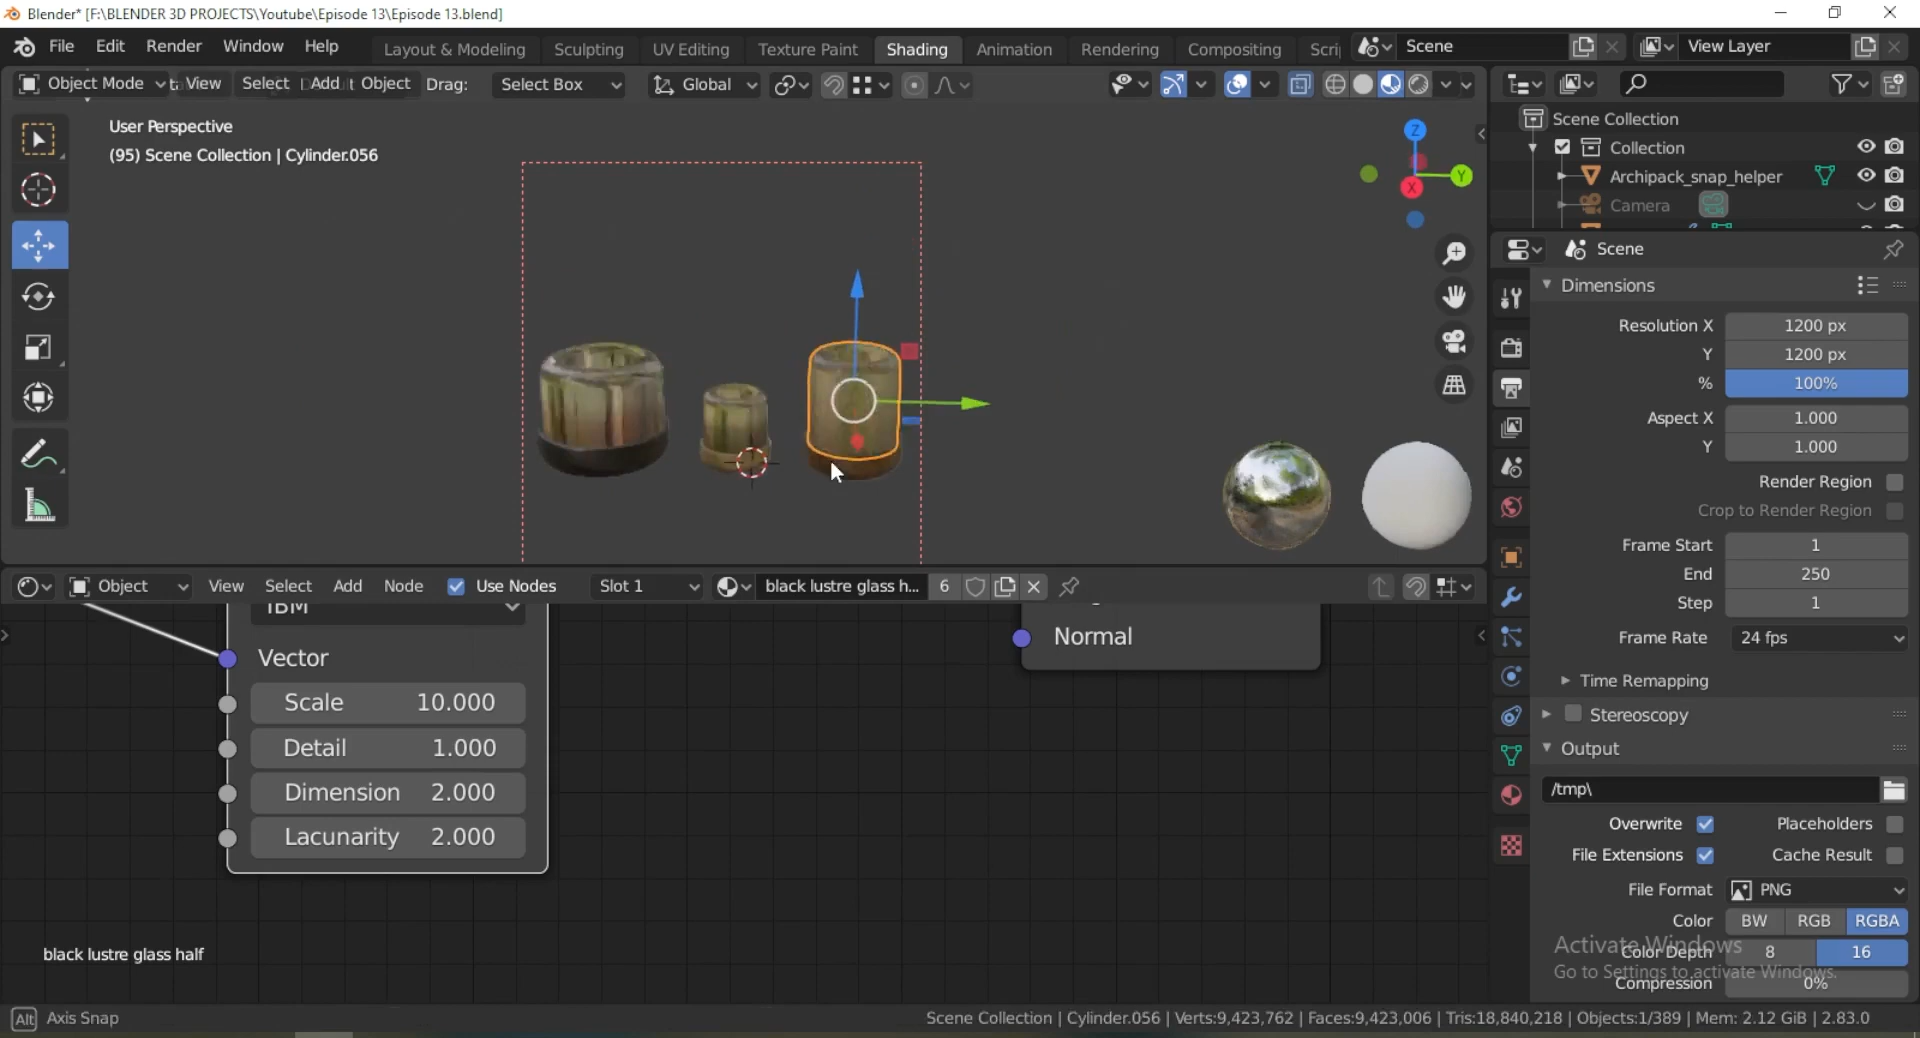 Blender* [F:\BLENDER 3D PROJECTS\Youtube\Episode 13\Episode 13.blend]
File Edit Render Window Help Layout & Modeling Sculpting UV Editing Texture Paint Shading Animation Rendering Compositing Scri Scene View Layer
Object Mode View Select Add Object Drag: Select Box Global
User Perspective
(95) Scene Collection | Cylinder.056
Z
Y
X
Scene Collection
Collection
Archipack_snap_helper
Camera
Scene
Dimensions
Resolution X 1200 px
Y 1200 px
% 100%
Aspect X 1.000
Y 1.000
Render Region
Crop to Render Region
Frame Start 1
End 250
Step 1
Frame Rate 24 fps
Time Remapping
Stereoscopy
Output
/tmp\
Overwrite Placeholders
File Extensions Cache Result
File Format PNG
Color BW RGB RGBA
Color Depth 8 16
Compression 0%
Activate Windows
Go to Settings to activate Windows.
Object View Select Add Node Use Nodes Slot 1 black lustre glass h... 6
fBM
Vector
Scale 10.000
Detail 1.000
Dimension 2.000
Lacunarity 2.000
Normal
black lustre glass half
Alt Axis Snap
Scene Collection | Cylinder.056 | Verts:9,423,762 | Faces:9,423,006 | Tris:18,840,218 | Objects:1/389 | Mem: 2.12 GiB | 2.83.0